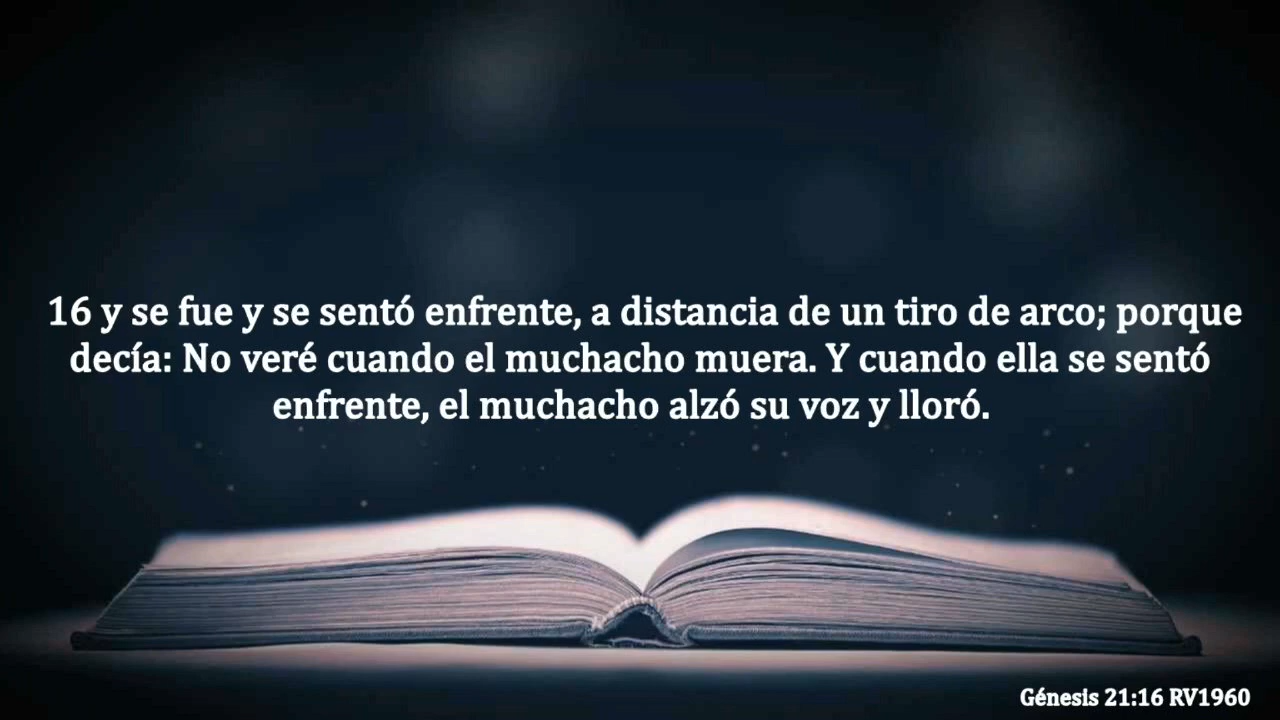 16 y se fue y se sentó enfrente, a distancia de un tiro de arco; porque
decía: No veré cuando el muchacho muera. Y cuando ella se sentó
enfrente, el muchacho alzó su voz y lloró.
Génesis 21:16 RV1960